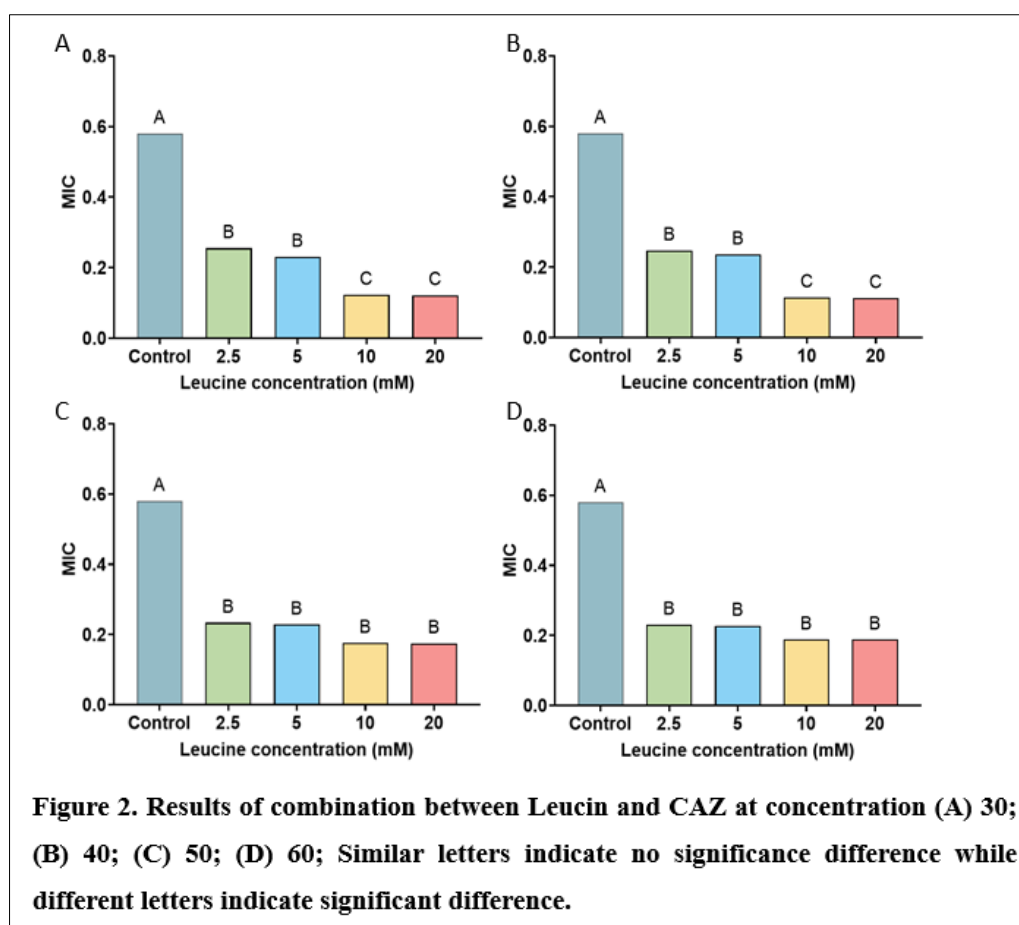 A
0.8
0.6
0.4
0.2
0.0
MIC
A
B
B
C
C
Control 2.5 5 10 20
Leucine concentration (mM)
B
0.8
0.6
0.4
0.2
0.0
MIC
A
B
B
C
C
Control 2.5 5 10 20
Leucine concentration (mM)
C
0.8
0.6
0.4
0.2
0.0
MIC
A
B
B
B
B
Control 2.5 5 10 20
Leucine concentration (mM)
D
0.8
0.6
0.4
0.2
0.0
MIC
A
B
B
B
B
Control 2.5 5 10 20
Leucine concentration (mM)
Figure 2. Results of combination between Leucin and CAZ at concentration (A) 30;
(B) 40; (C) 50; (D) 60; Similar letters indicate no significance difference while
different letters indicate significant difference.